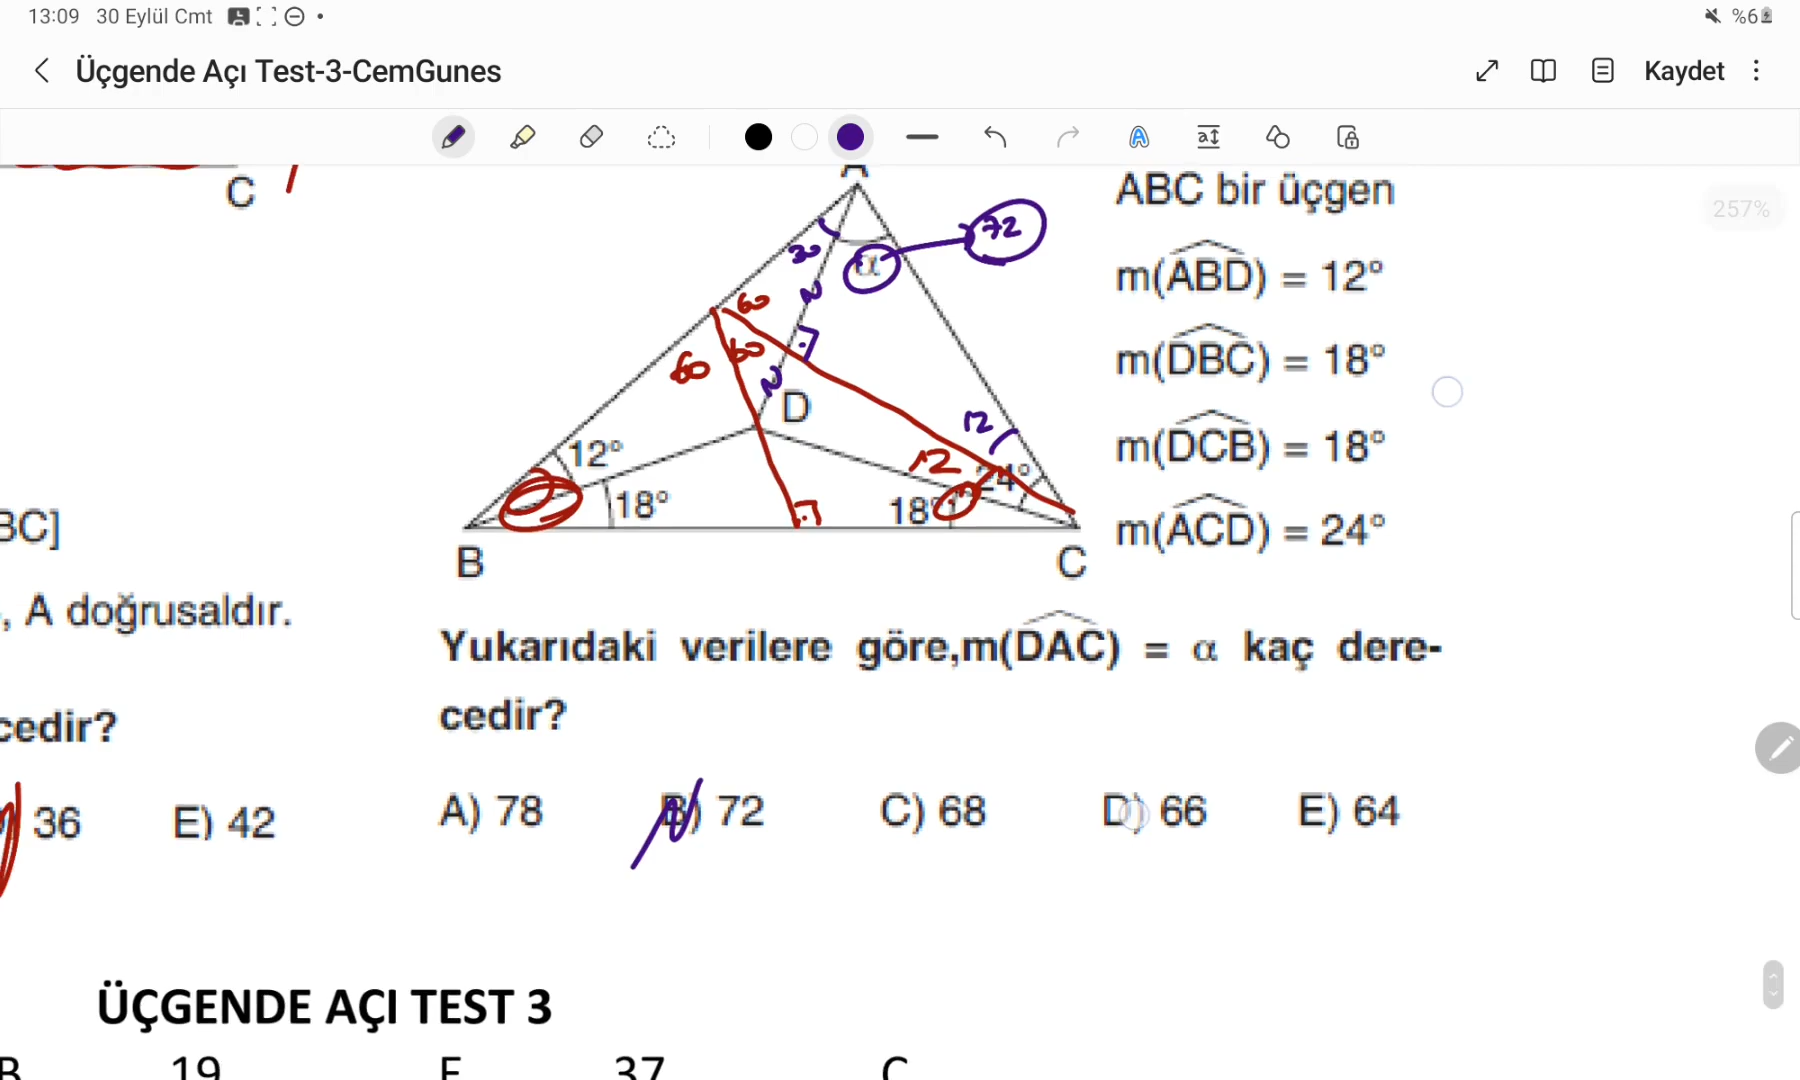 13:09 30 Eylül Cmt
%6
Üçgende Açı Test-3-CemGunes
Kaydet
257%
C
A
72
30
α
60
60
60
D
12°
12
12
24°
18°
18°
B
C
ABC bir üçgen
m(ABD) = 12°
m(DBC) = 18°
m(DCB) = 18°
m(ACD) = 24°
BC]
, A doğrusaldır.
cedir?
36 E) 42
Yukarıdaki verilere göre,m(DAC) = α kaç dere-
cedir?
A) 78 B) 72 C) 68 D) 66 E) 64
ÜÇGENDE AÇI TEST 3
B 19 E 37 C